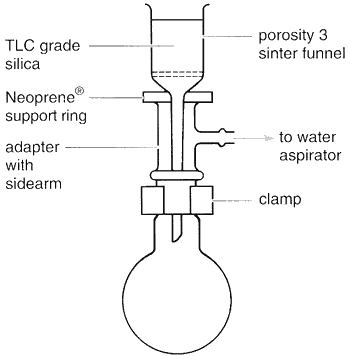 TLC grade
silica
porosity 3
sinter funnel
Neoprene®
support ring
adapter
with
sidearm
to water
aspirator
clamp